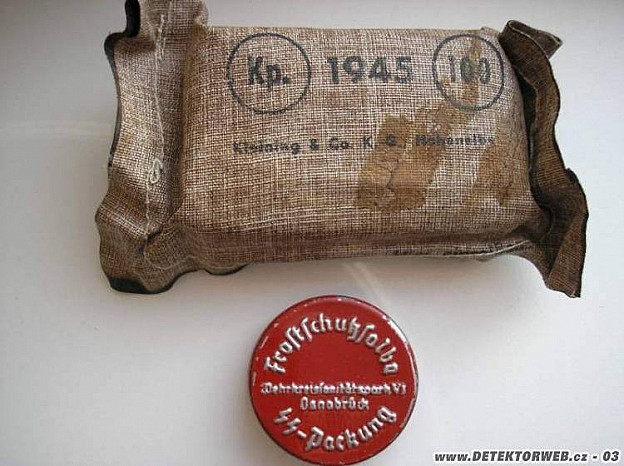 Kp. 1945 100
Kleining & Co. K. G., Hohenelbe
Frostschutzsalbe
Wehrkreissanitätspark VI
Osnabrück
SS-Packung
www.DETEKTORWEB.cz - 03